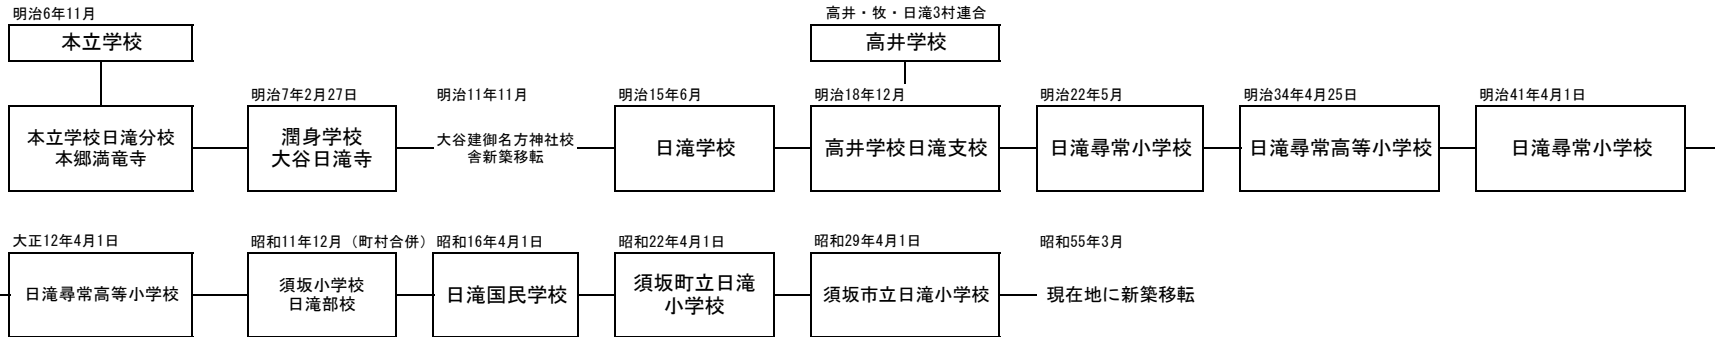 明治6年11月
本立学校
高井・牧・日滝3村連合
高井学校
本立学校日滝分校
本郷満竜寺
明治7年2月27日
潤身学校
大谷日滝寺
明治11年11月
大谷建御名方神社校
舎新築移転
明治15年6月
日滝学校
明治18年12月
高井学校日滝支校
明治22年5月
日滝尋常小学校
明治34年4月25日
日滝尋常高等小学校
明治41年4月1日
日滝尋常小学校
大正12年4月1日
日滝尋常高等小学校
昭和11年12月（町村合併）
須坂小学校
日滝部校
昭和16年4月1日
日滝国民学校
昭和22年4月1日
須坂町立日滝
小学校
昭和29年4月1日
須坂市立日滝小学校
昭和55年3月
現在地に新築移転